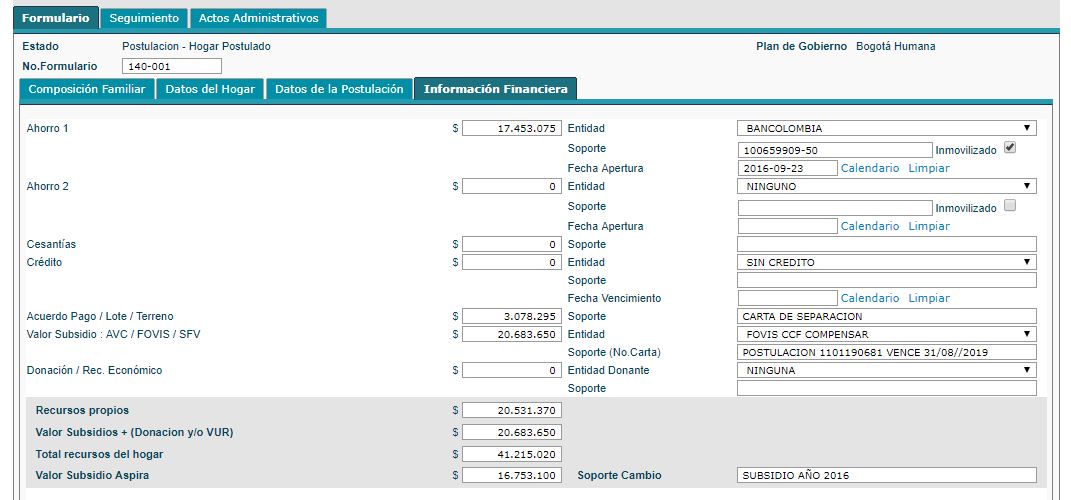 Formulario Seguimiento Actos Administrativos
Estado Postulacion - Hogar Postulado Plan de Gobierno Bogotá Humana
No.Formulario 140-001
Composición Familiar Datos del Hogar Datos de la Postulación Información Financiera
Ahorro 1 $ 17.453.075 Entidad BANCOLOMBIA
Soporte 100659909-50 Inmovilizado
Fecha Apertura 2016-09-23 Calendario Limpiar
Ahorro 2 $ 0 Entidad NINGUNO
Soporte Inmovilizado
Fecha Apertura Calendario Limpiar
Cesantías $ 0 Soporte
Crédito $ 0 Entidad SIN CREDITO
Soporte
Fecha Vencimiento Calendario Limpiar
Acuerdo Pago / Lote / Terreno $ 3.078.295 Soporte CARTA DE SEPARACION
Valor Subsidio : AVC / FOVIS / SFV $ 20.683.650 Entidad FOVIS CCF COMPENSAR
Soporte (No.Carta) POSTULACION 1101190681 VENCE 31/08//2019
Donación / Rec. Económico $ 0 Entidad Donante NINGUNA
Soporte
Recursos propios $ 20.531.370
Valor Subsidios + (Donacion y/o VUR) $ 20.683.650
Total recursos del hogar $ 41.215.020
Valor Subsidio Aspira $ 16.753.100 Soporte Cambio SUBSIDIO AÑO 2016